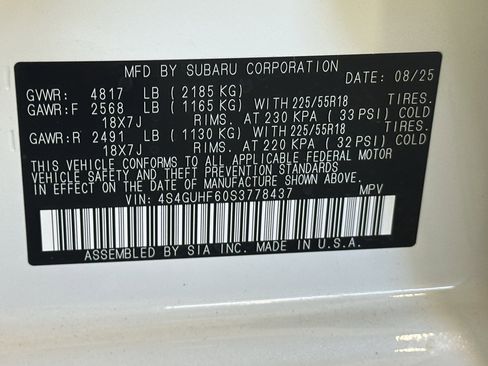 MFD BY SUBARU CORPORATION
DATE: 08/25
GVWR: 4817 LB (2185 KG)
GAWR:F 2568 LB (1165 KG) WITH 225/55R18 TIRES.
18X7J RIMS. AT 230 KPA (33 PSI) COLD
GAWR:R 2491 LB (1130 KG) WITH 225/55R18 TIRES.
18X7J RIMS. AT 220 KPA (32 PSI) COLD
THIS VEHICLE CONFORMS TO ALL APPLICABLE FEDERAL MOTOR
VEHICLE SAFETY AND THEFT PREVENTION STANDARDS
IN EFFECT ON THE DATE OF MANUFACTURE SHOWN ABOVE.
VIN: 4S4GUHF60S3778437 MPV
ASSEMBLED BY SIA INC. MADE IN U.S.A.